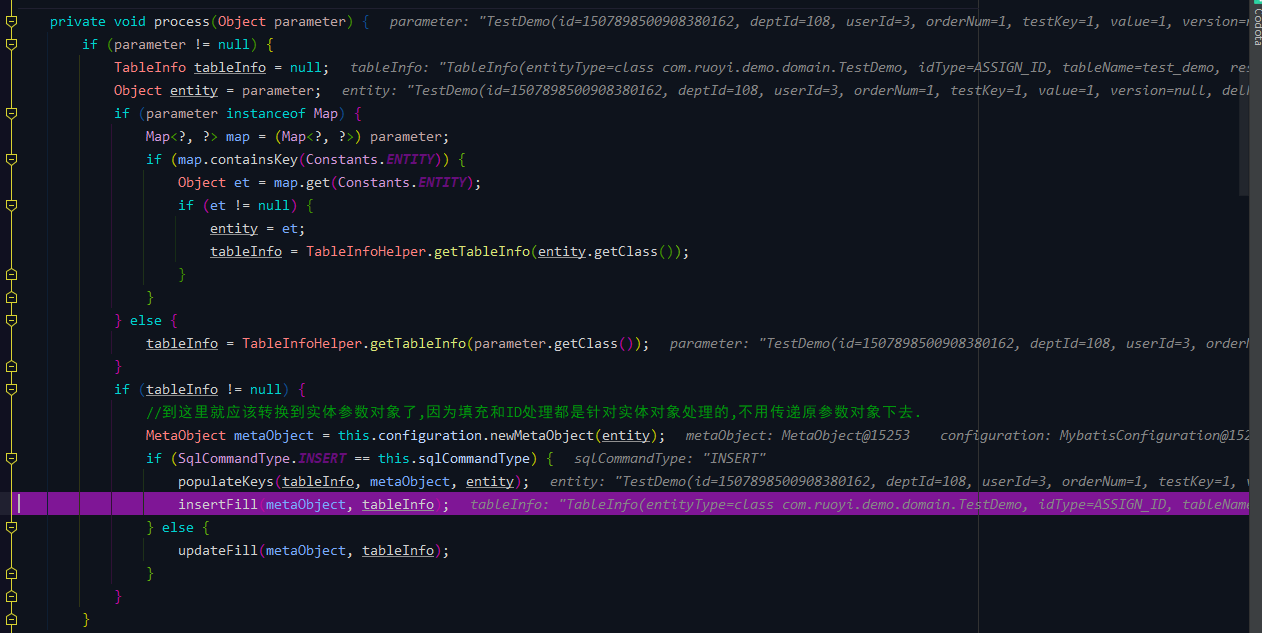 private void process(Object parameter) { parameter: "TestDemo(id=1507898500908380162, deptId=108, userId=3, orderNum=1, testKey=1, value=1, version=
if (parameter != null) {
TableInfo tableInfo = null; tableInfo: "TableInfo(entityType=class com.ruoyi.demo.domain.TestDemo, idType=ASSIGN_ID, tableName=test_demo, re
Object entity = parameter; entity: "TestDemo(id=1507898500908380162, deptId=108, userId=3, orderNum=1, testKey=1, value=1, version=null, del
if (parameter instanceof Map) {
Map<?, ?> map = (Map<?, ?>) parameter;
if (map.containsKey(Constants.ENTITY)) {
Object et = map.get(Constants.ENTITY);
if (et != null) {
entity = et;
tableInfo = TableInfoHelper.getTableInfo(entity.getClass());
}
}
} else {
tableInfo = TableInfoHelper.getTableInfo(parameter.getClass()); parameter: "TestDemo(id=1507898500908380162, deptId=108, userId=3, order
}
if (tableInfo != null) {
//到这里就应该转换到实体参数对象了,因为填充和ID处理都是针对实体对象处理的,不用传递原参数对象下去.
MetaObject metaObject = this.configuration.newMetaObject(entity); metaObject: MetaObject@15253 configuration: MybatisConfiguration@152
if (SqlCommandType.INSERT == this.sqlCommandType) { sqlCommandType: "INSERT"
populateKeys(tableInfo, metaObject, entity); entity: "TestDemo(id=1507898500908380162, deptId=108, userId=3, orderNum=1, testKey=1,
insertFill(metaObject, tableInfo); tableInfo: "TableInfo(entityType=class com.ruoyi.demo.domain.TestDemo, idType=ASSIGN_ID, tableName
} else {
updateFill(metaObject, tableInfo);
}
}
}
Codota